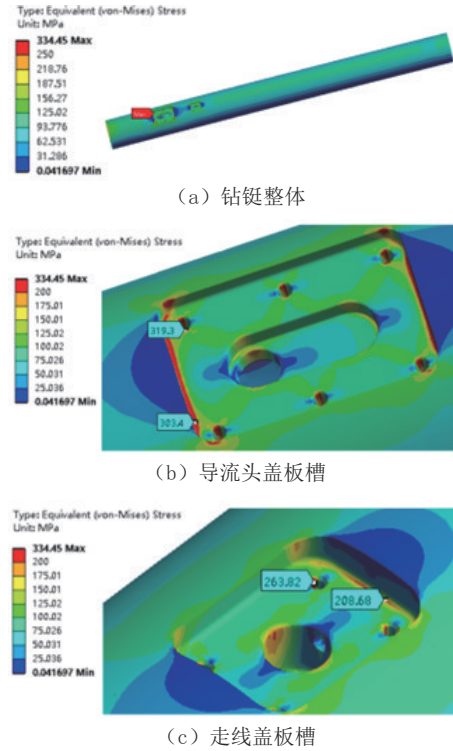 Type: Equivalent (von-Mises) Stress
Unit: MPa
334.45 Max
250
218.76
187.51
156.27
125.02
93.776
62.531
31.286
0.041697 Min
Max
(a) 钻铤整体
Type: Equivalent (von-Mises) Stress
Unit: MPa
334.45 Max
200
175.01
150.01
125.02
100.02
75.026
50.031
25.036
0.041697 Min
319.3
303.4
(b) 导流头盖板槽
Type: Equivalent (von-Mises) Stress
Unit: MPa
334.45 Max
200
175.01
150.01
125.02
100.02
75.026
50.031
25.036
0.041697 Min
263.82
208.68
(c) 走线盖板槽